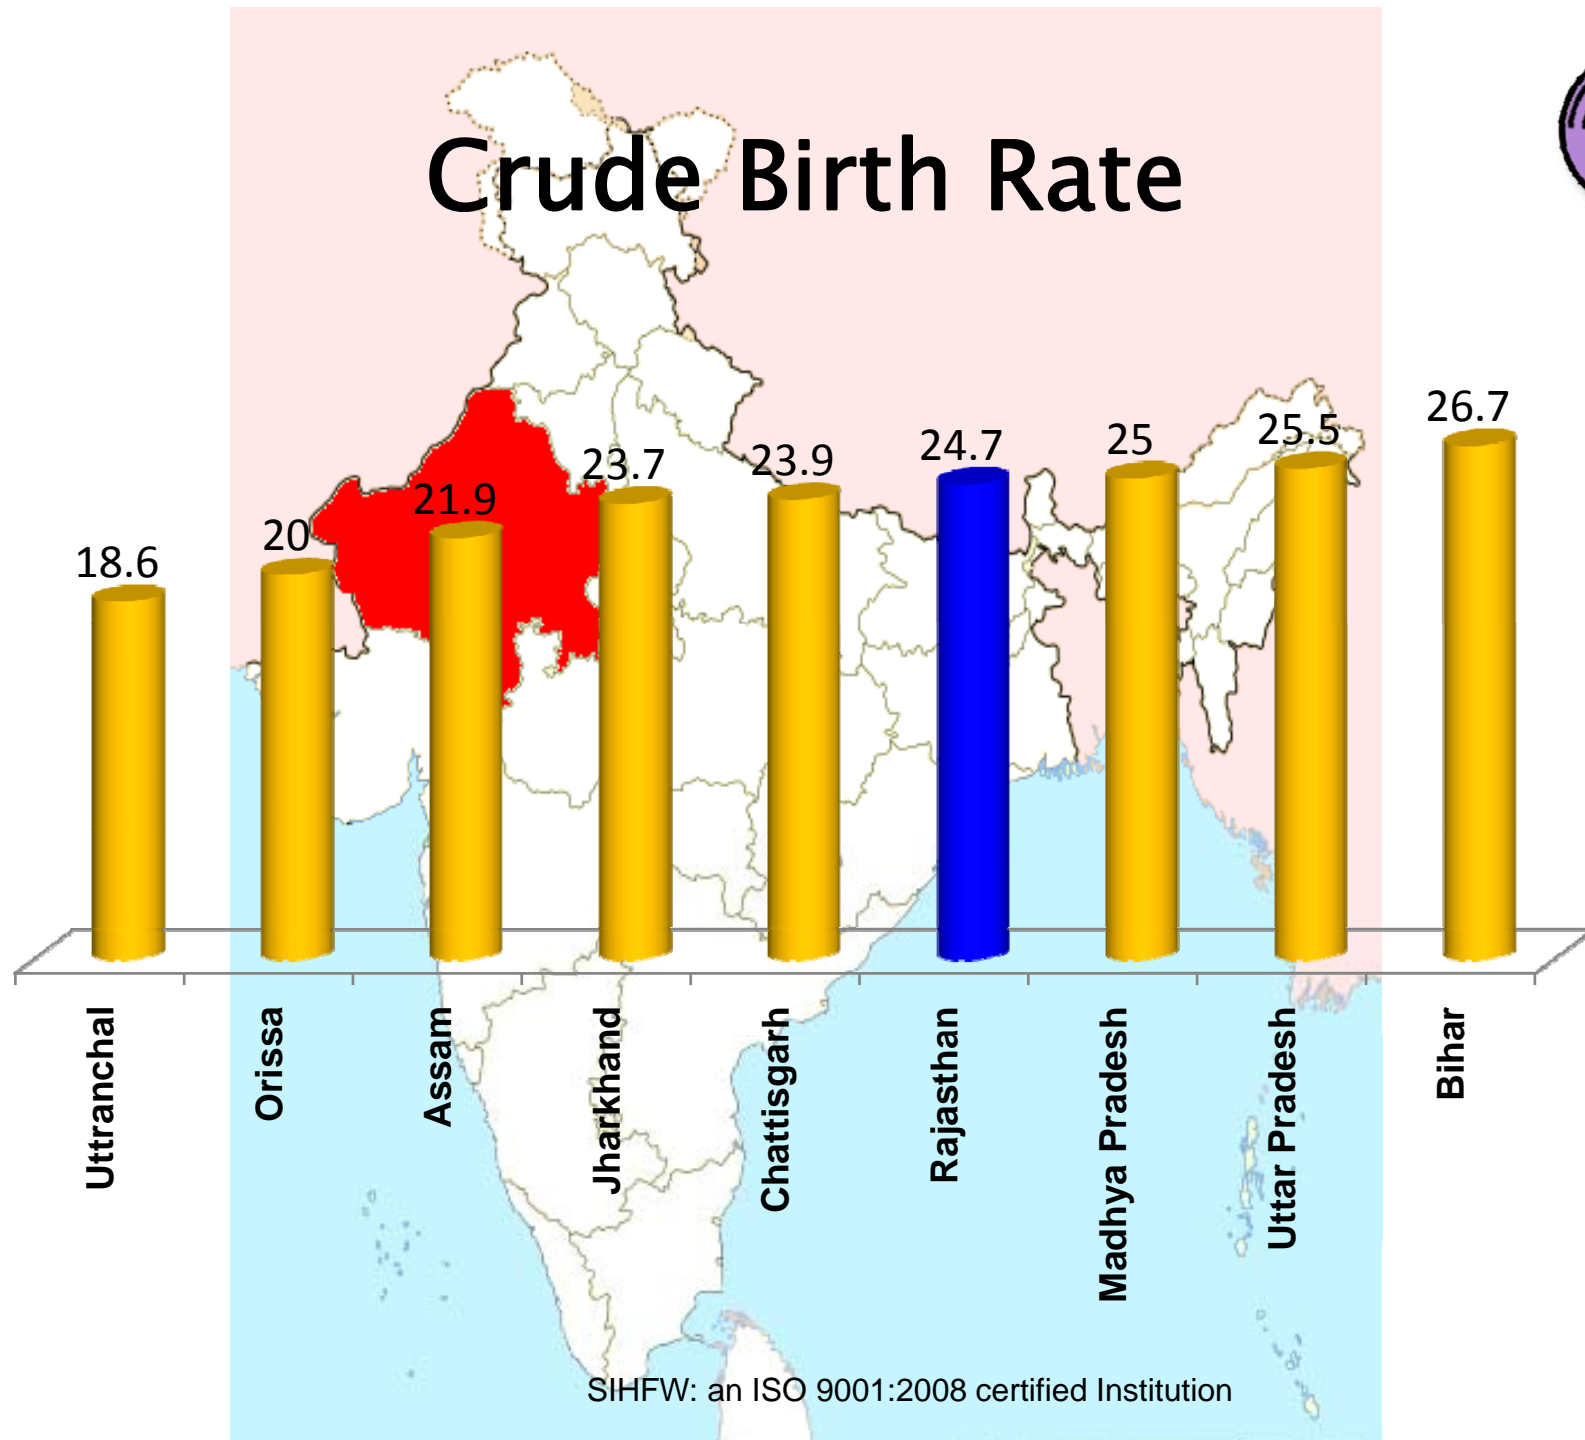 Crude Birth Rate
18.6
20
21.9
23.7
23.9
24.7
25
25.5
26.7
Uttranchal
Orissa
Assam
Jharkhand
Chattisgarh
Rajasthan
Madhya Pradesh
Uttar Pradesh
Bihar
SIHFW: an ISO 9001:2008 certified Institution